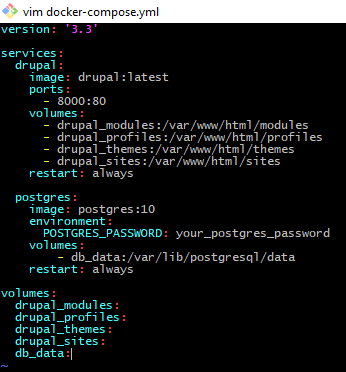 vim docker-compose.yml
version: '3.3'
services:
  drupal:
    image: drupal:latest
    ports:
      - 8000:80
    volumes:
      - drupal_modules:/var/www/html/modules
      - drupal_profiles:/var/www/html/profiles
      - drupal_themes:/var/www/html/themes
      - drupal_sites:/var/www/html/sites
    restart: always
  postgres:
    image: postgres:10
    environment:
      POSTGRES_PASSWORD: your_postgres_password
    volumes:
        - db_data:/var/lib/postgresql/data
    restart: always
volumes:
  drupal_modules:
  drupal_profiles:
  drupal_themes:
  drupal_sites:
  db_data:
~